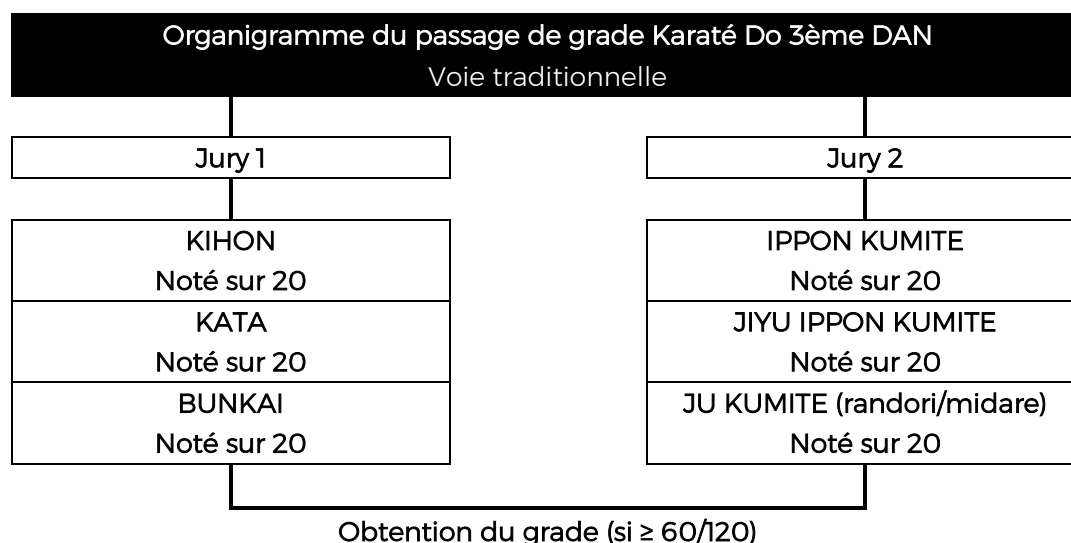 Organigramme du passage de grade Karaté Do 3ème DAN
Voie traditionnelle
Jury 1
KIHON
Noté sur 20
KATA
Noté sur 20
BUNKAI
Noté sur 20
Jury 2
IPPON KUMITE
Noté sur 20
JIYU IPPON KUMITE
Noté sur 20
JU KUMITE (randori/midare)
Noté sur 20
Obtention du grade (si ≥ 60/120)